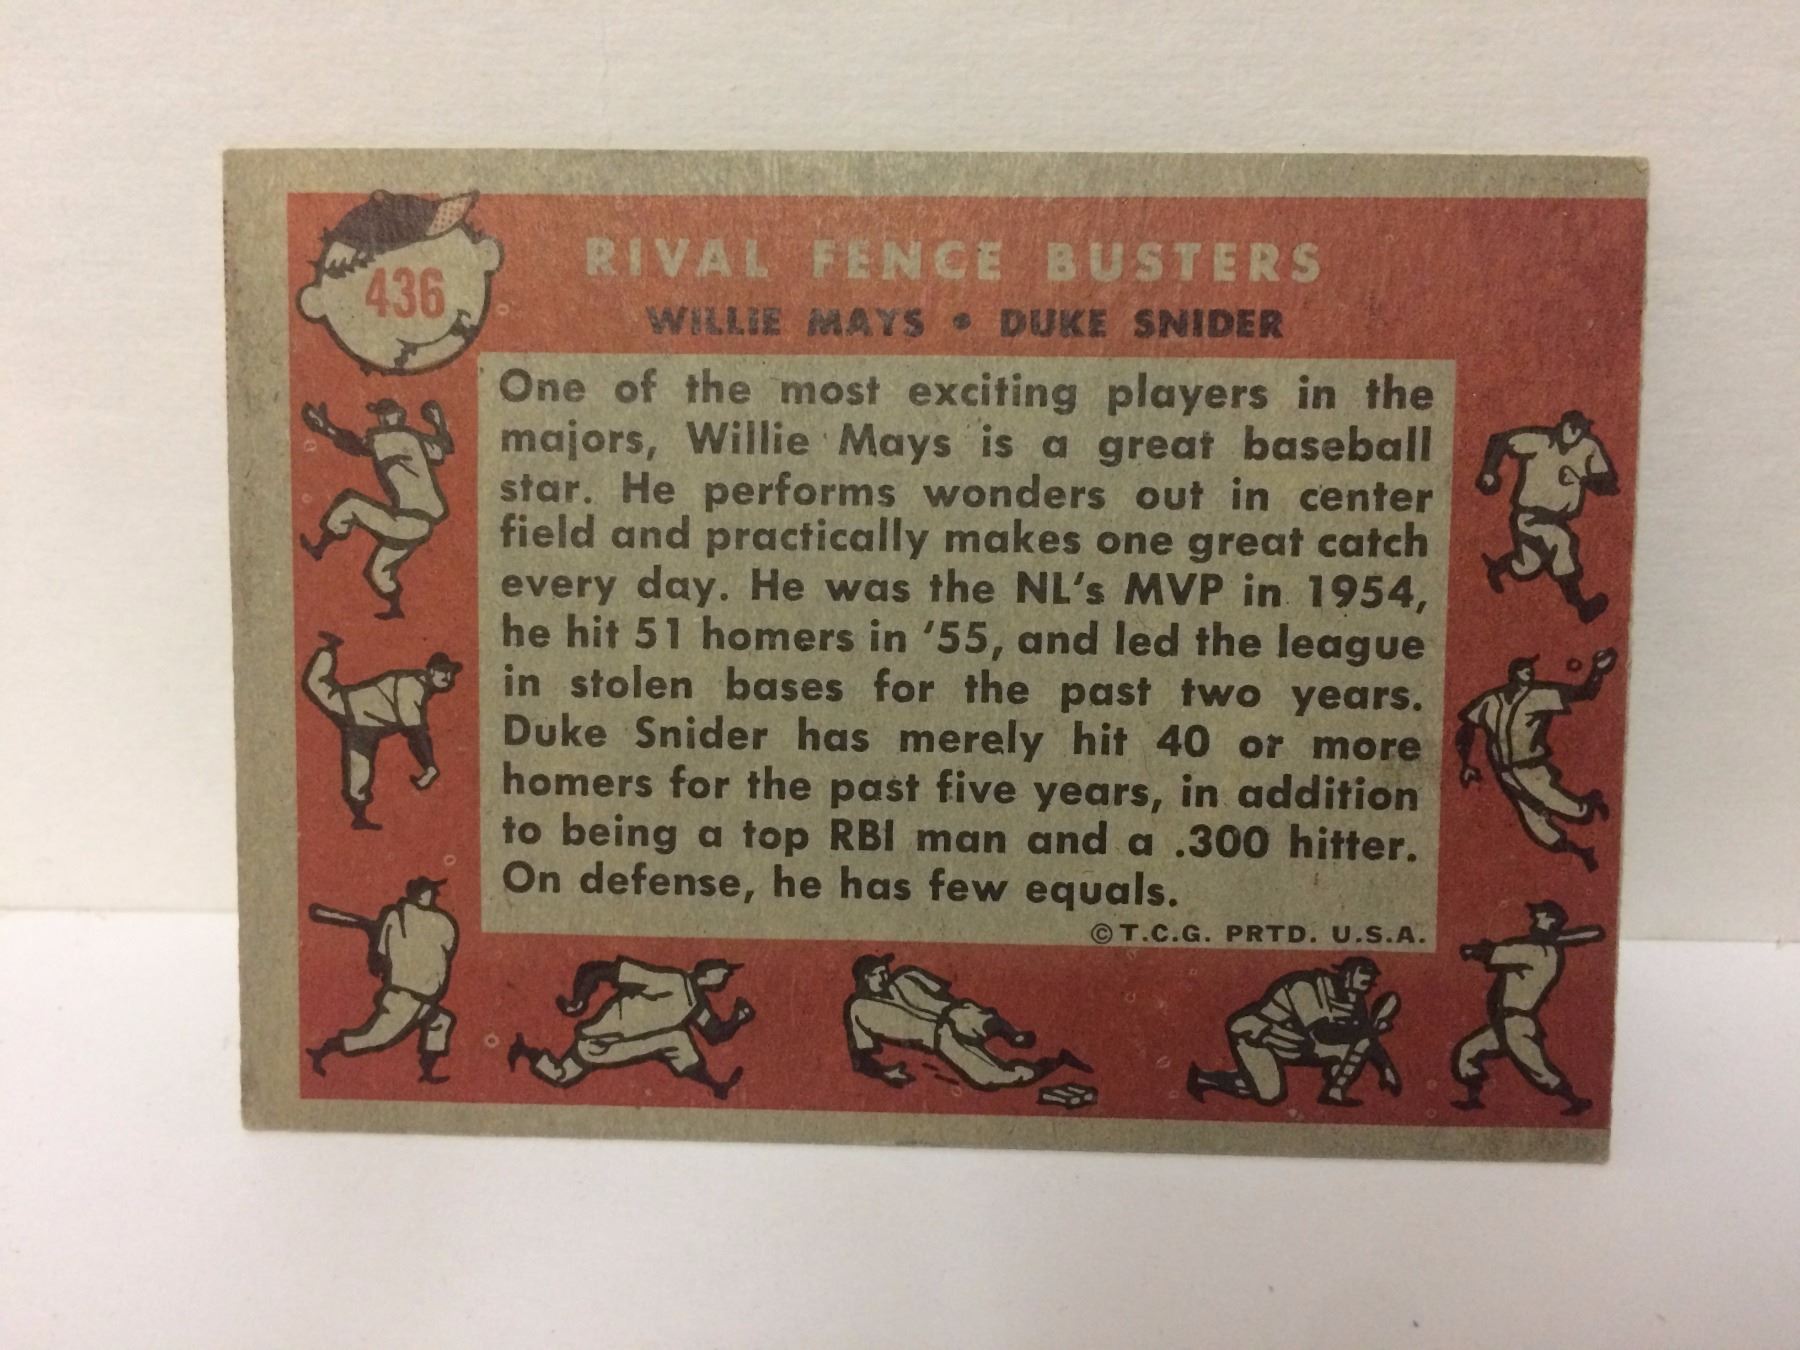 436
RIVAL FENCE BUSTERS
WILLIE MAYS • DUKE SNIDER
One of the most exciting players in the
majors, Willie Mays is a great baseball
star. He performs wonders out in center
field and practically makes one great catch
every day. He was the NL's MVP in 1954,
he hit 51 homers in '55, and led the league
in stolen bases for the past two years.
Duke Snider has merely hit 40 or more
homers for the past five years, in addition
to being a top RBI man and a .300 hitter.
On defense, he has few equals.
© T.C.G. PRTD. U.S.A.